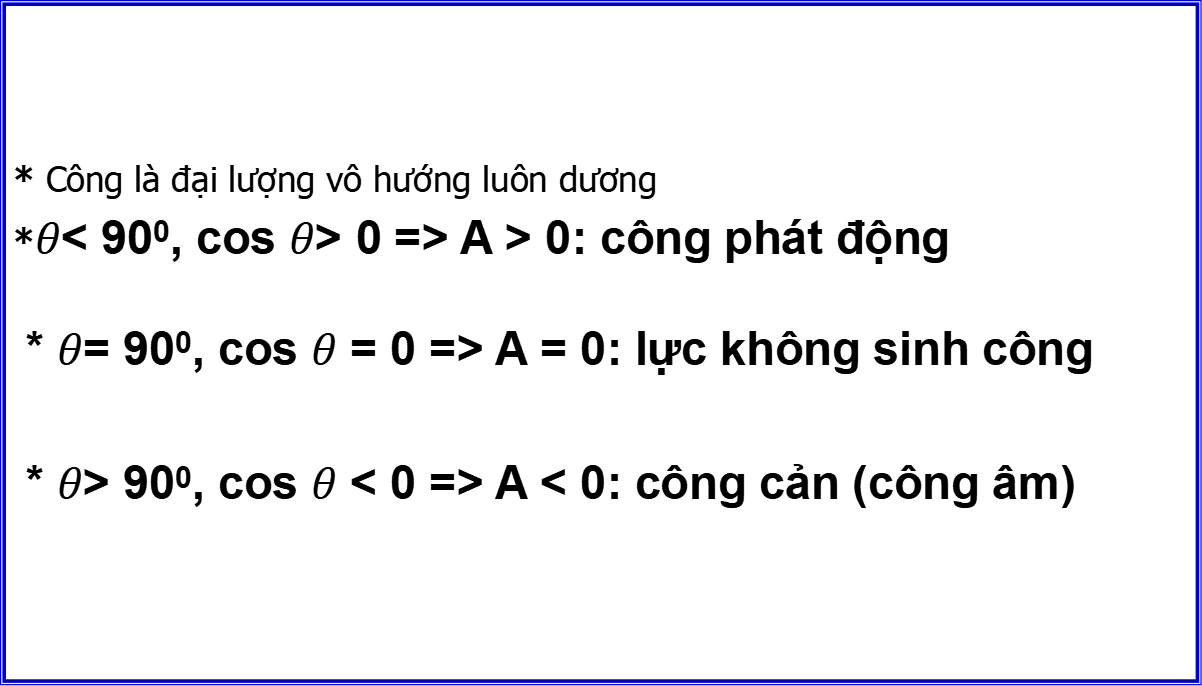 * Công là đại lượng vô hướng luôn dương
*𝜃< 90⁰, cos 𝜃> 0 => A > 0: công phát động
* 𝜃= 90⁰, cos 𝜃 = 0 => A = 0: lực không sinh công
* 𝜃> 90⁰, cos 𝜃 < 0 => A < 0: công cản (công âm)